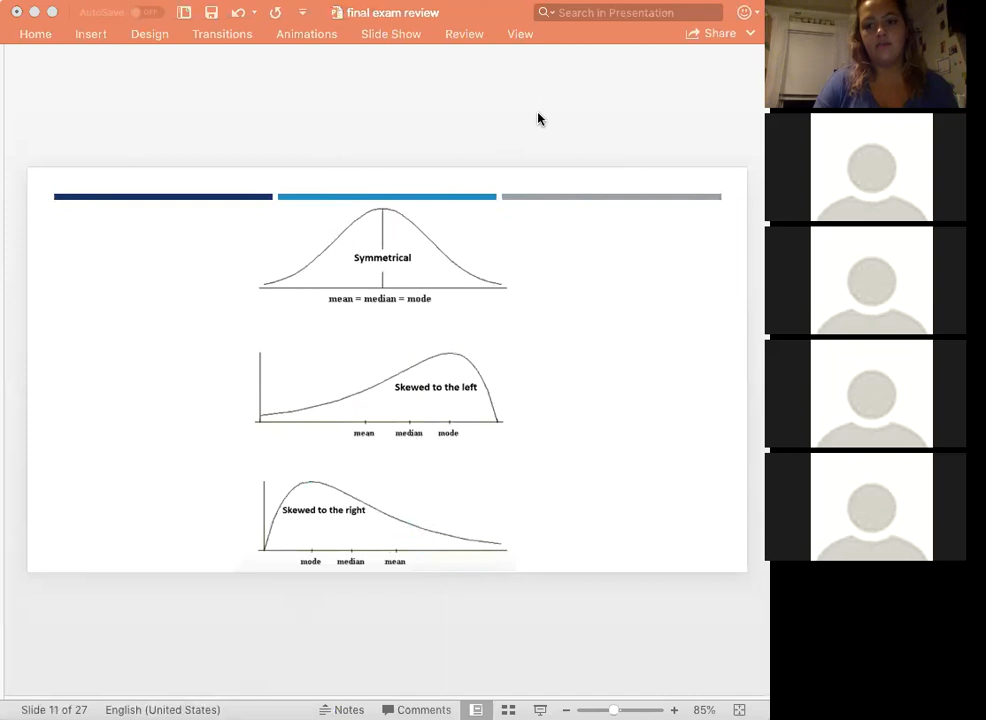 AutoSave OFF
final exam review
Search in Presentation
Home Insert Design Transitions Animations Slide Show Review View Share
Symmetrical
mean = median = mode
Skewed to the left
mean median mode
Skewed to the right
mode median mean
Slide 11 of 27 English (United States) Notes Comments 85%